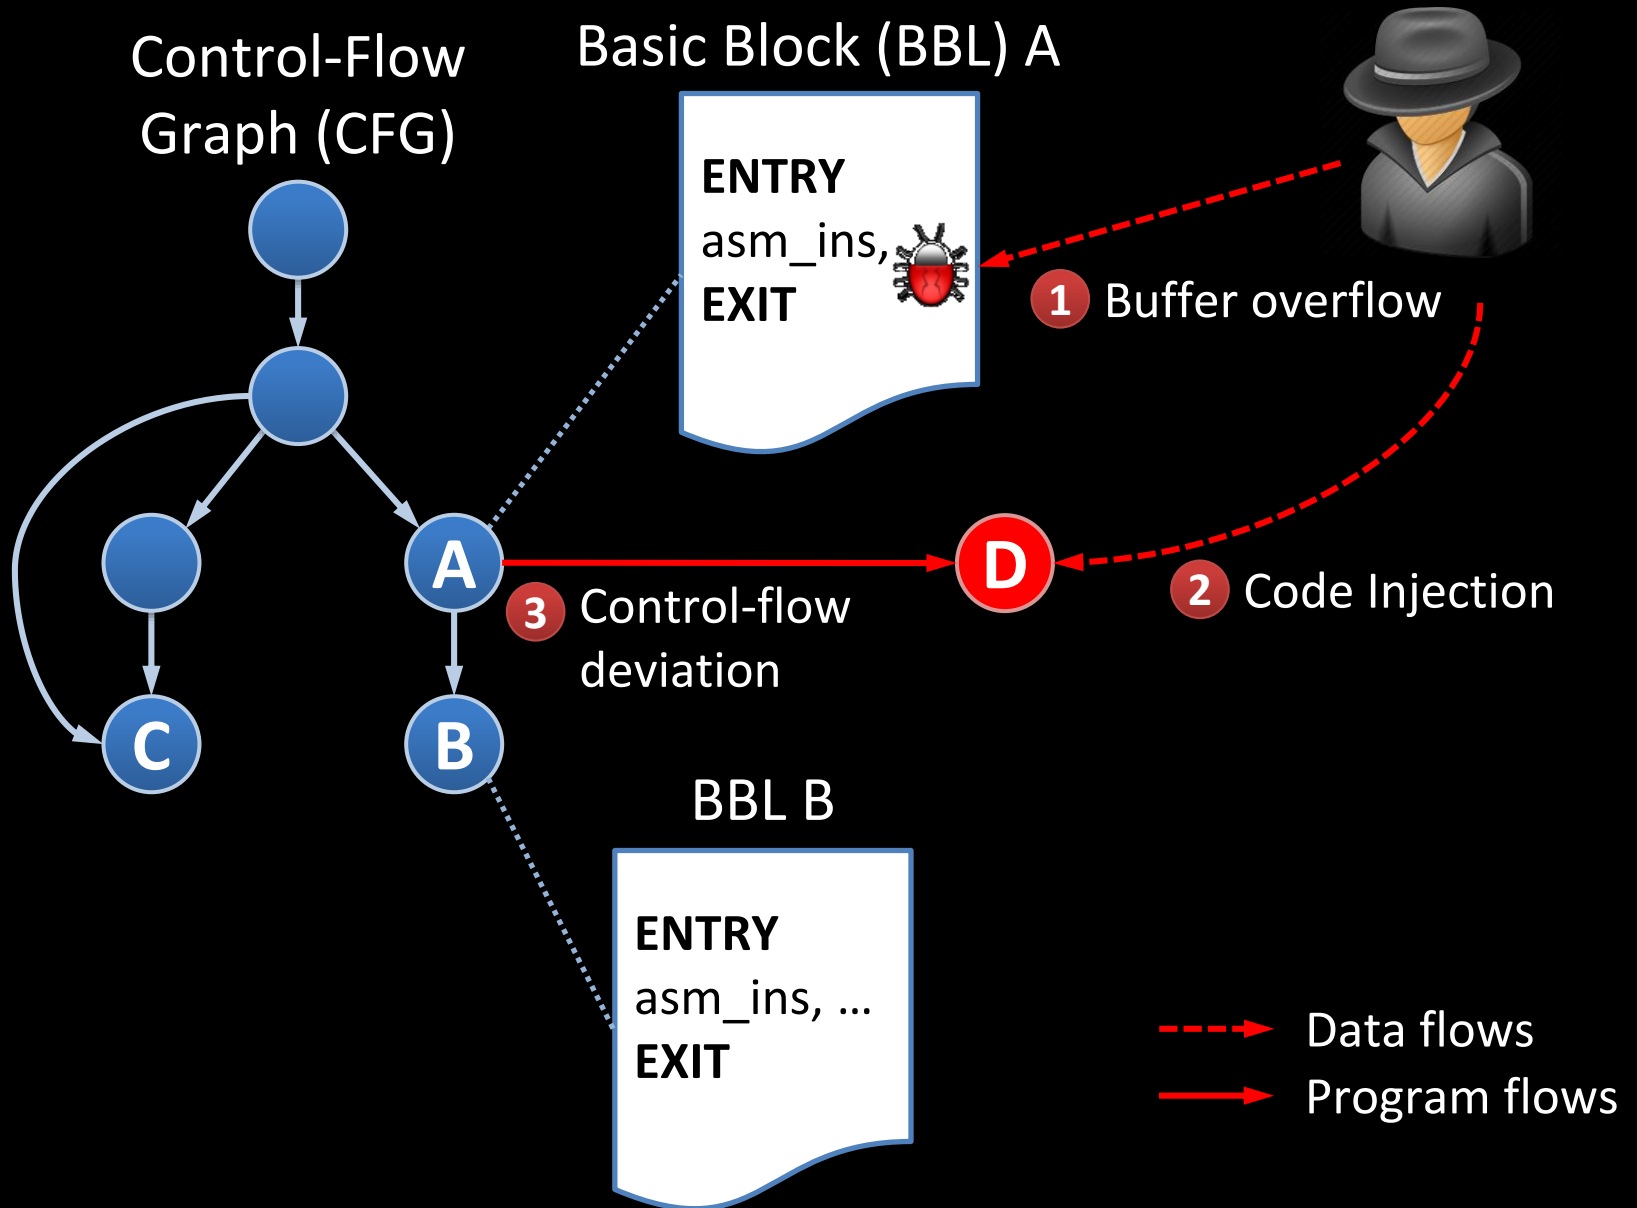 Control-Flow
Graph (CFG)
Basic Block (BBL) A
ENTRY
asm_ins,
EXIT
1 Buffer overflow
A
D
2 Code Injection
3 Control-flow
deviation
C
B
BBL B
ENTRY
asm_ins, ...
EXIT
Data flows
Program flows